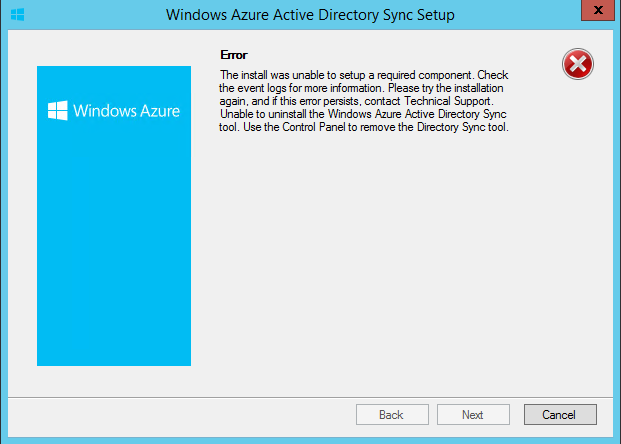 Windows Azure Active Directory Sync Setup
X
Error
The install was unable to setup a required component. Check
the event logs for more information. Please try the installation
again, and if this error persists, contact Technical Support.
Unable to uninstall the Windows Azure Active Directory Sync
tool. Use the Control Panel to remove the Directory Sync tool.
Windows Azure
Back
Next
Cancel